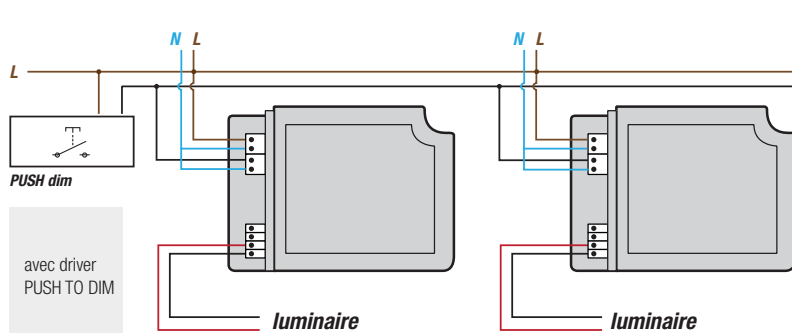 N L
N L
L
PUSH dim
avec driver
PUSH TO DIM
luminaire
luminaire